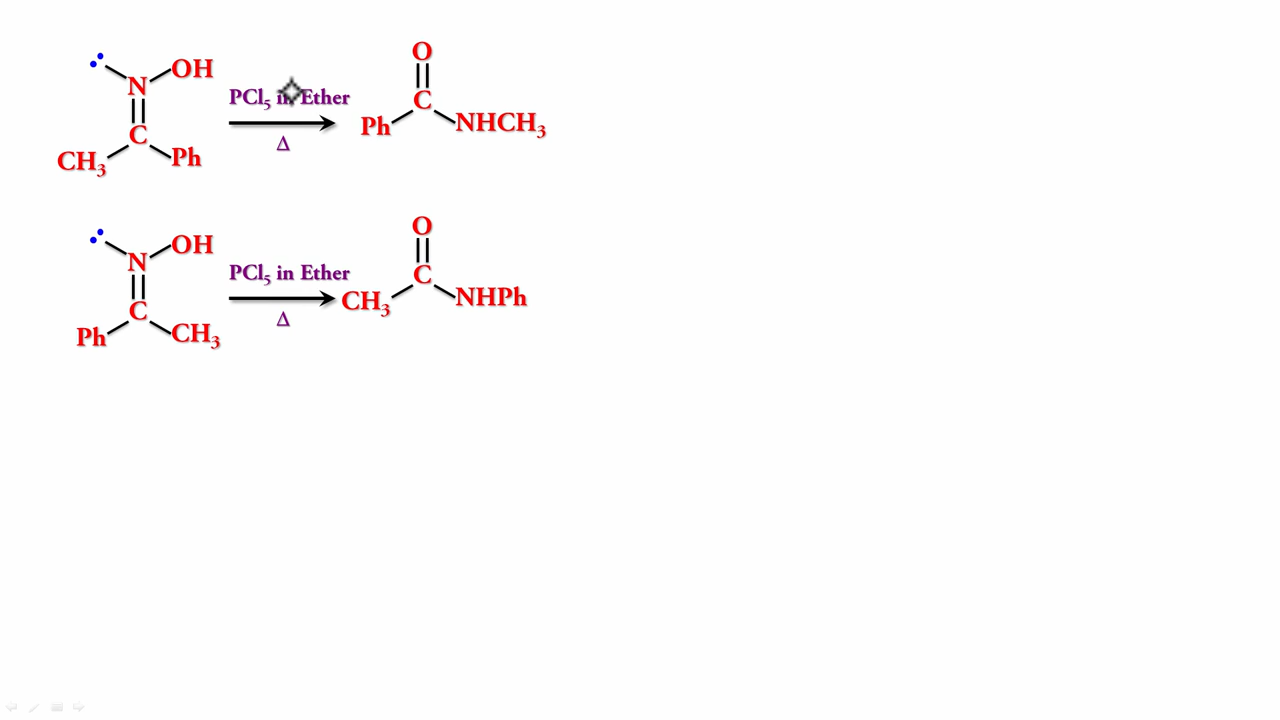 N OH
C
CH₃ Ph
PCl₅ in Ether
Δ
O
C
Ph NHCH₃
N OH
C
Ph CH₃
PCl₅ in Ether
Δ
O
C
CH₃ NHPh